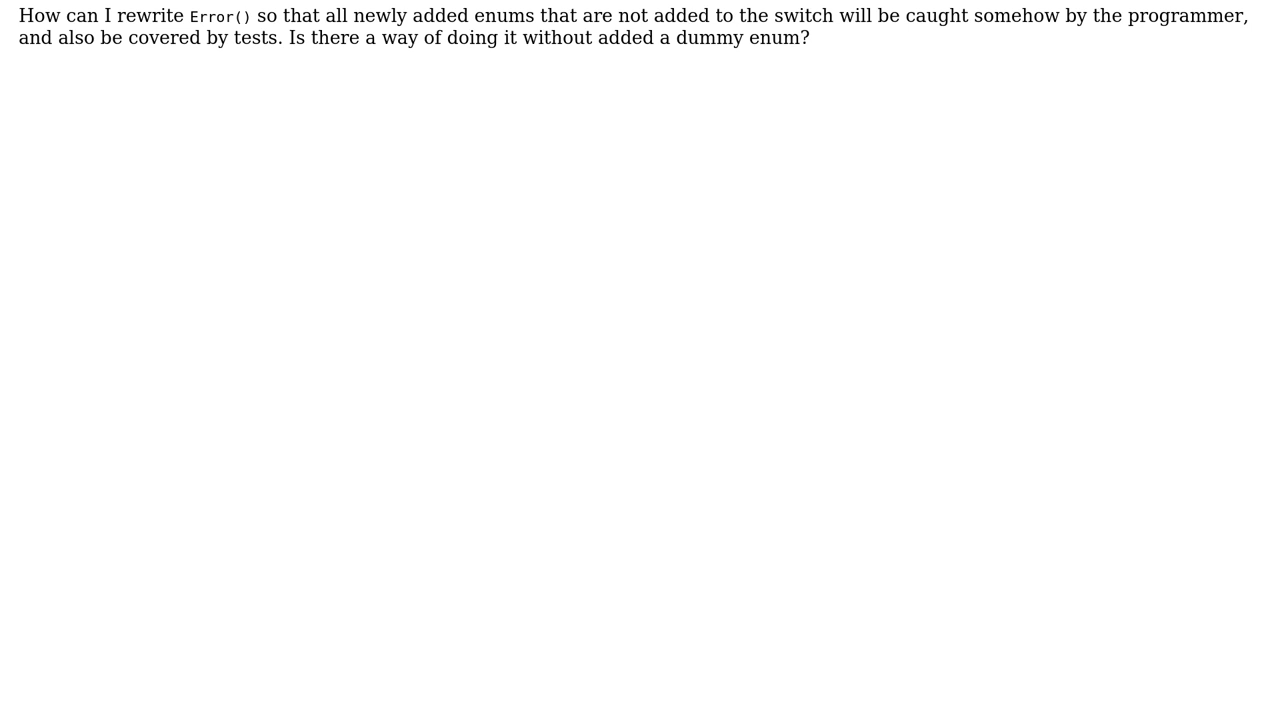 How can I rewrite Error() so that all newly added enums that are not added to the switch will be caught somehow by the programmer,
and also be covered by tests. Is there a way of doing it without added a dummy enum?